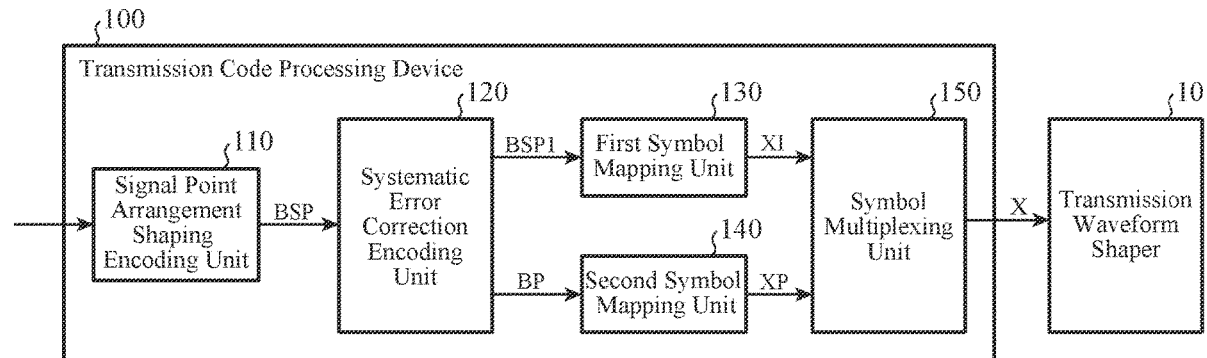 100
Transmission Code Processing Device
110
Signal Point
Arrangement
Shaping
Encoding Unit
BSP
120
Systematic
Error
Correction
Encoding
Unit
BSP1
BP
130
First Symbol
Mapping Unit
XI
140
Second Symbol
Mapping Unit
XP
150
Symbol
Multiplexing
Unit
X
10
Transmission
Waveform
Shaper